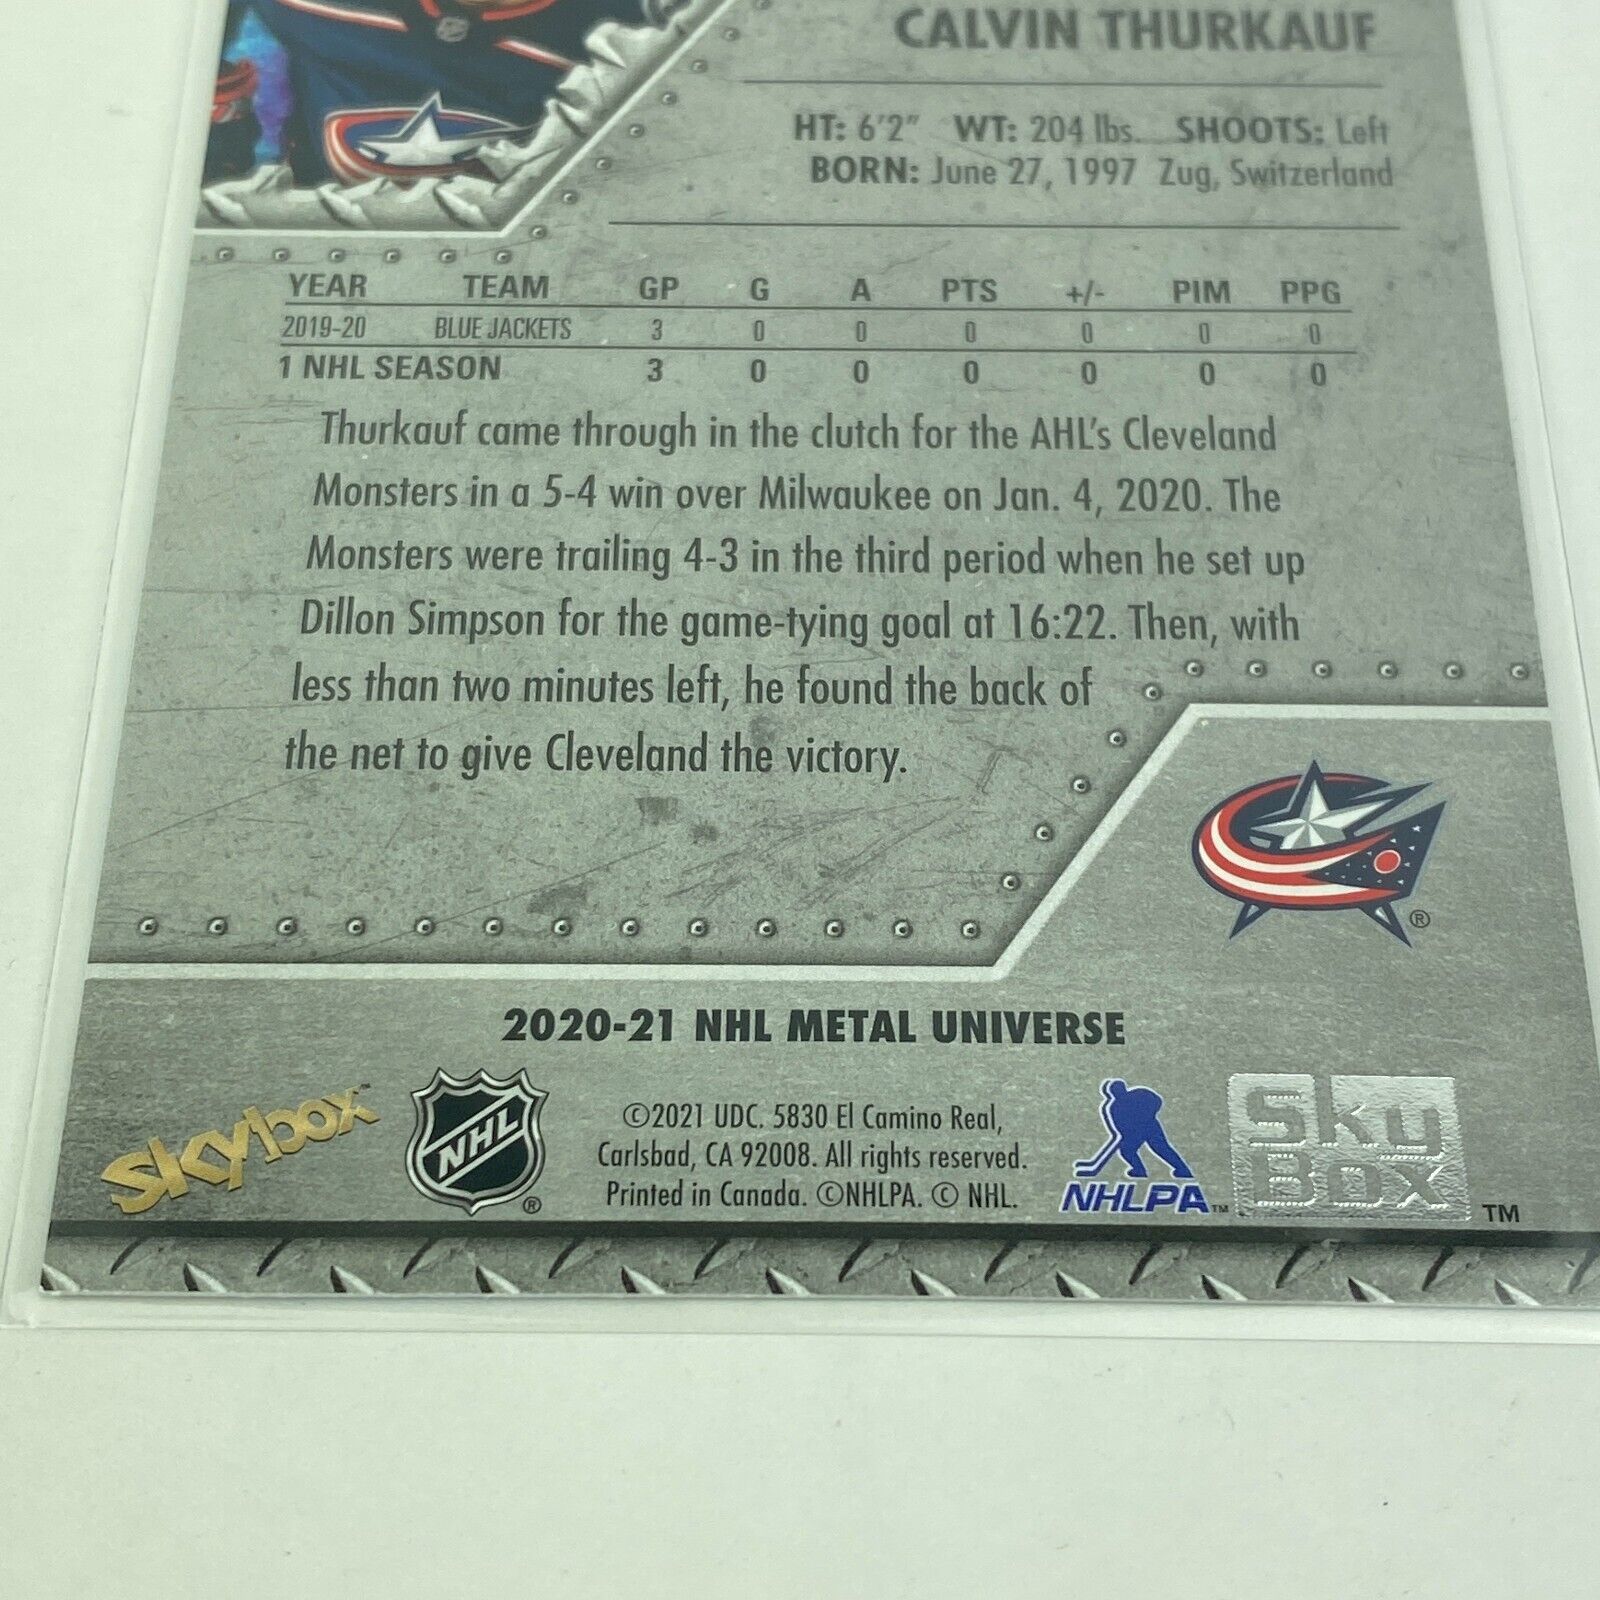 CALVIN THURKAUF
HT: 6'2" WT: 204 lbs. SHOOTS: Left
BORN: June 27, 1997 Zug, Switzerland
YEAR TEAM GP G A PTS +/- PIM PPG
2019-20 BLUE JACKETS 3 0 0 0 0 0 0
1 NHL SEASON 3 0 0 0 0 0 0
Thurkauf came through in the clutch for the AHL's Cleveland
Monsters in a 5-4 win over Milwaukee on Jan. 4, 2020. The
Monsters were trailing 4-3 in the third period when he set up
Dillon Simpson for the game-tying goal at 16:22. Then, with
less than two minutes left, he found the back of
the net to give Cleveland the victory.
®
2020-21 NHL METAL UNIVERSE
skybox™
NHL
®
©2021 UDC. 5830 El Camino Real,
Carlsbad, CA 92008. All rights reserved.
Printed in Canada. ©NHLPA. © NHL.
NHLPA™
SkY
BOX
TM